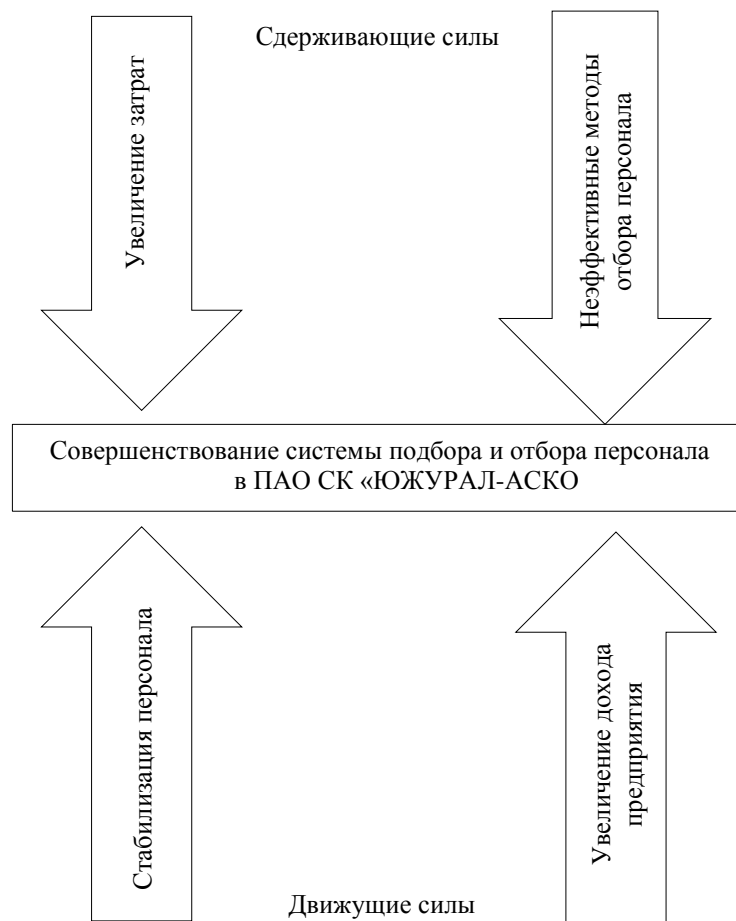 Сдерживающие силы
Увеличение затрат
Неэффективные методы
отбора персонала
Совершенствование системы подбора и отбора персонала
в ПАО СК «ЮЖУРАЛ-АСКО
Стабилизация персонала
Увеличение дохода
предприятия
Движущие силы